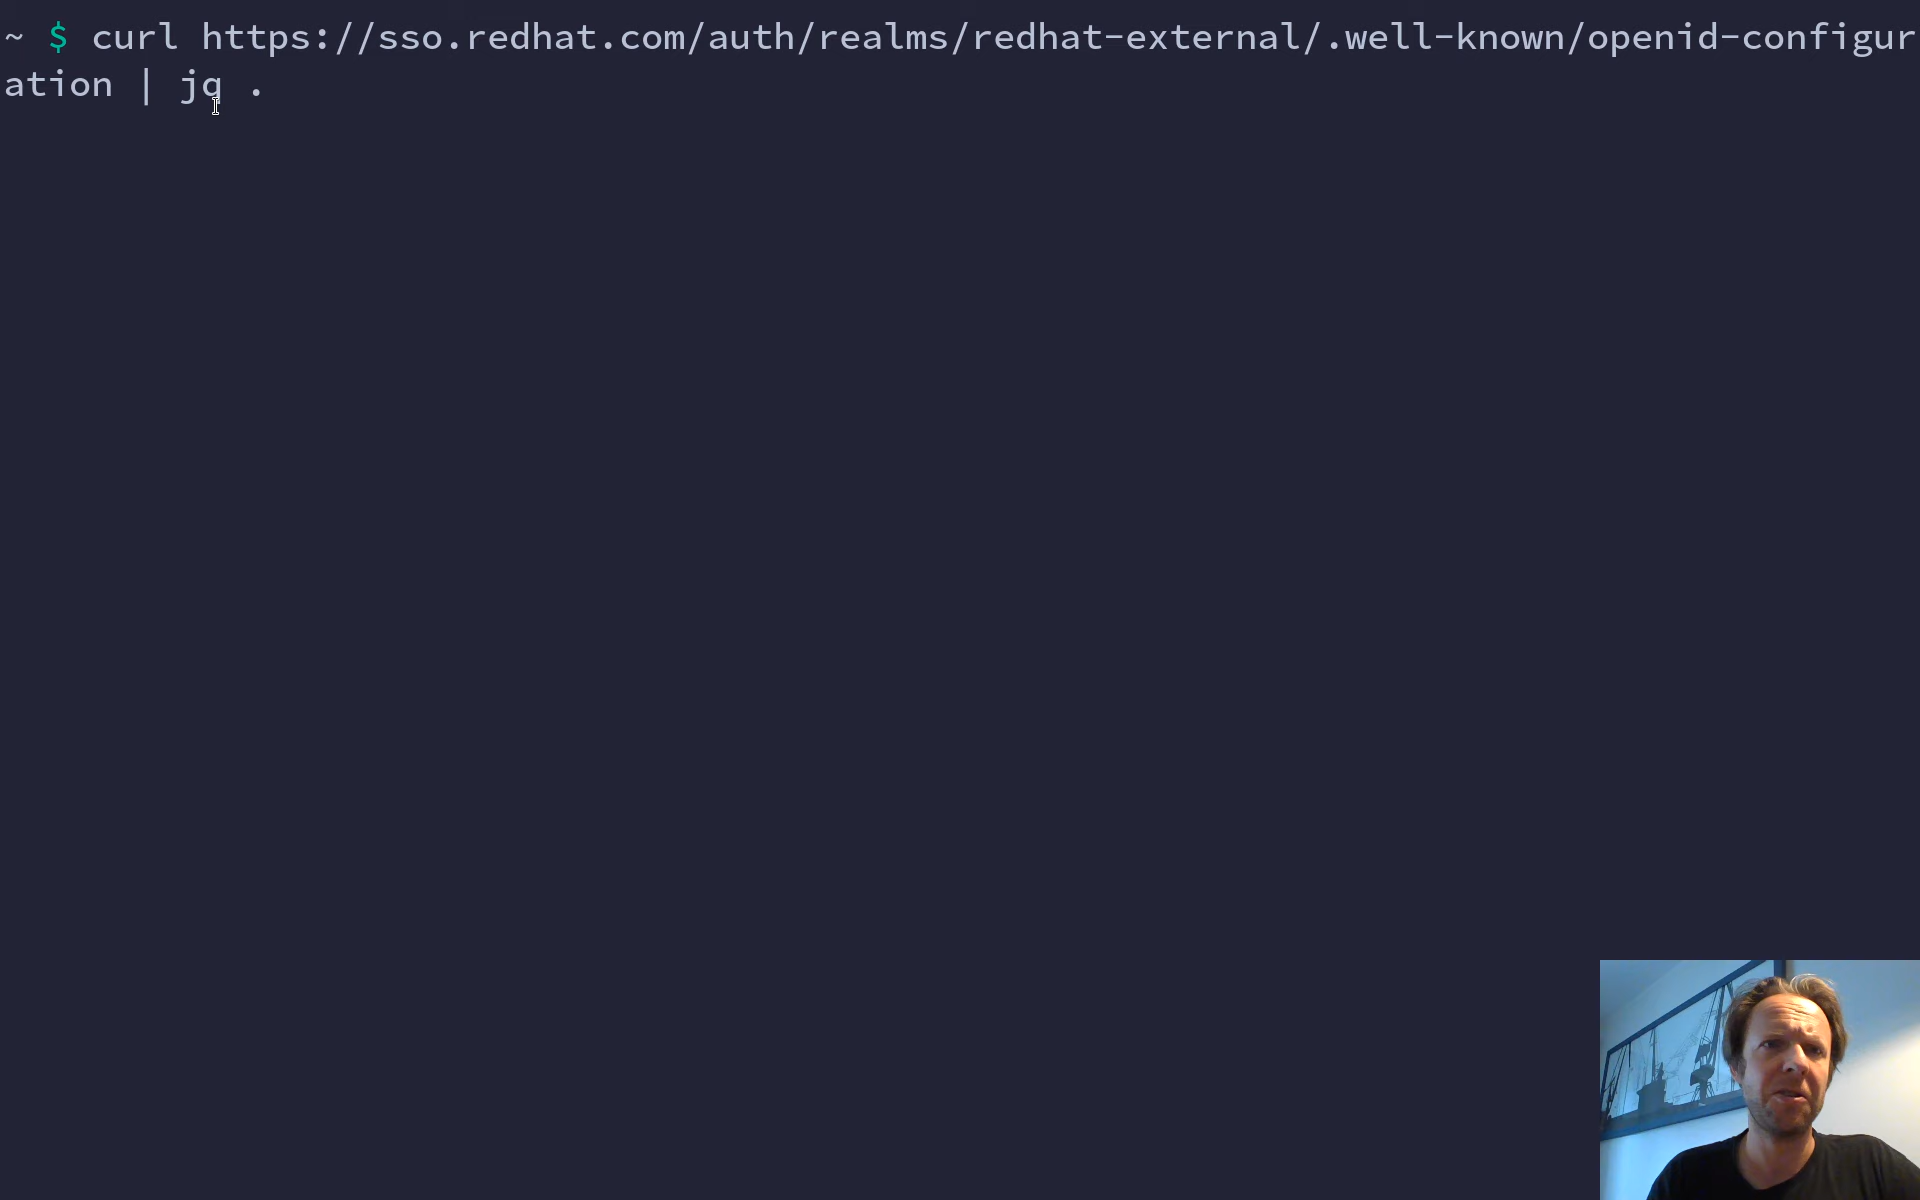 ~ $ curl https://sso.redhat.com/auth/realms/redhat-external/.well-known/openid-configur
ation | jq .